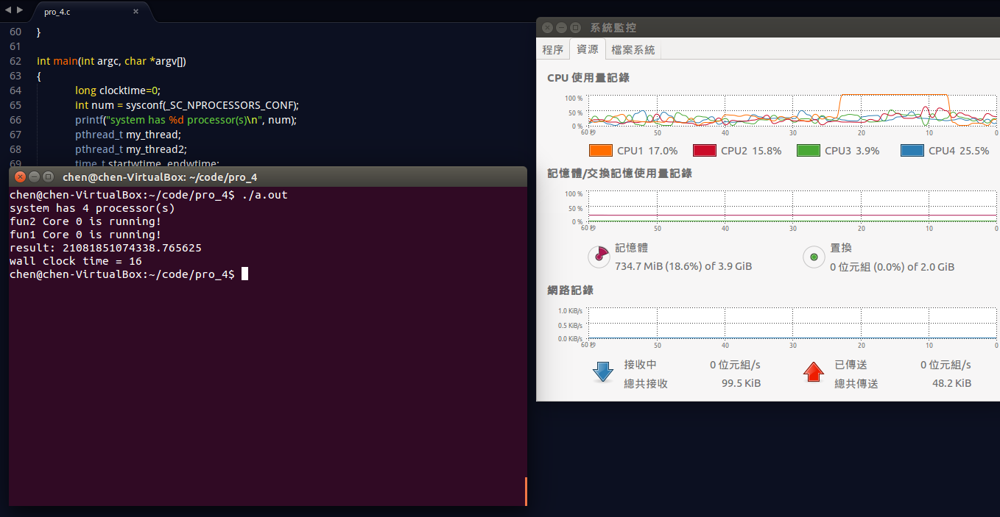 pro_4.c ×
60 }
61
62 int main(int argc, char *argv[])
63 {
64 long clocktime=0;
65 int num = sysconf(_SC_NPROCESSORS_CONF);
66 printf("system has %d processor(s)\n", num);
67 pthread_t my_thread;
68 pthread_t my_thread2;
69 time_t startwtime, endwtime;
chen@chen-VirtualBox: ~/code/pro_4
chen@chen-VirtualBox:~/code/pro_4$ ./a.out
system has 4 processor(s)
fun2 Core 0 is running!
fun1 Core 0 is running!
result: 21081851074338.765625
wall clock time = 16
chen@chen-VirtualBox:~/code/pro_4$
系統監控
程序 資源 檔案系統
CPU 使用量記錄
100 %
50 %
0 %
60 秒 50 40 30 20 10 0
CPU1 17.0% CPU2 15.8% CPU3 3.9% CPU4 25.5%
記憶體/交換記憶使用量記錄
100 %
50 %
0 %
60 秒 50 40 30 20 10 0
記憶體 置換
734.7 MiB (18.6%) of 3.9 GiB 0 位元組 (0.0%) of 2.0 GiB
網路記錄
1.0 KiB/s
0.5 KiB/s
0.0 KiB/s
60 秒 50 40 30 20 10 0
接收中 0 位元組/s 已傳送 0 位元組/s
總共接收 99.5 KiB 總共傳送 48.2 KiB